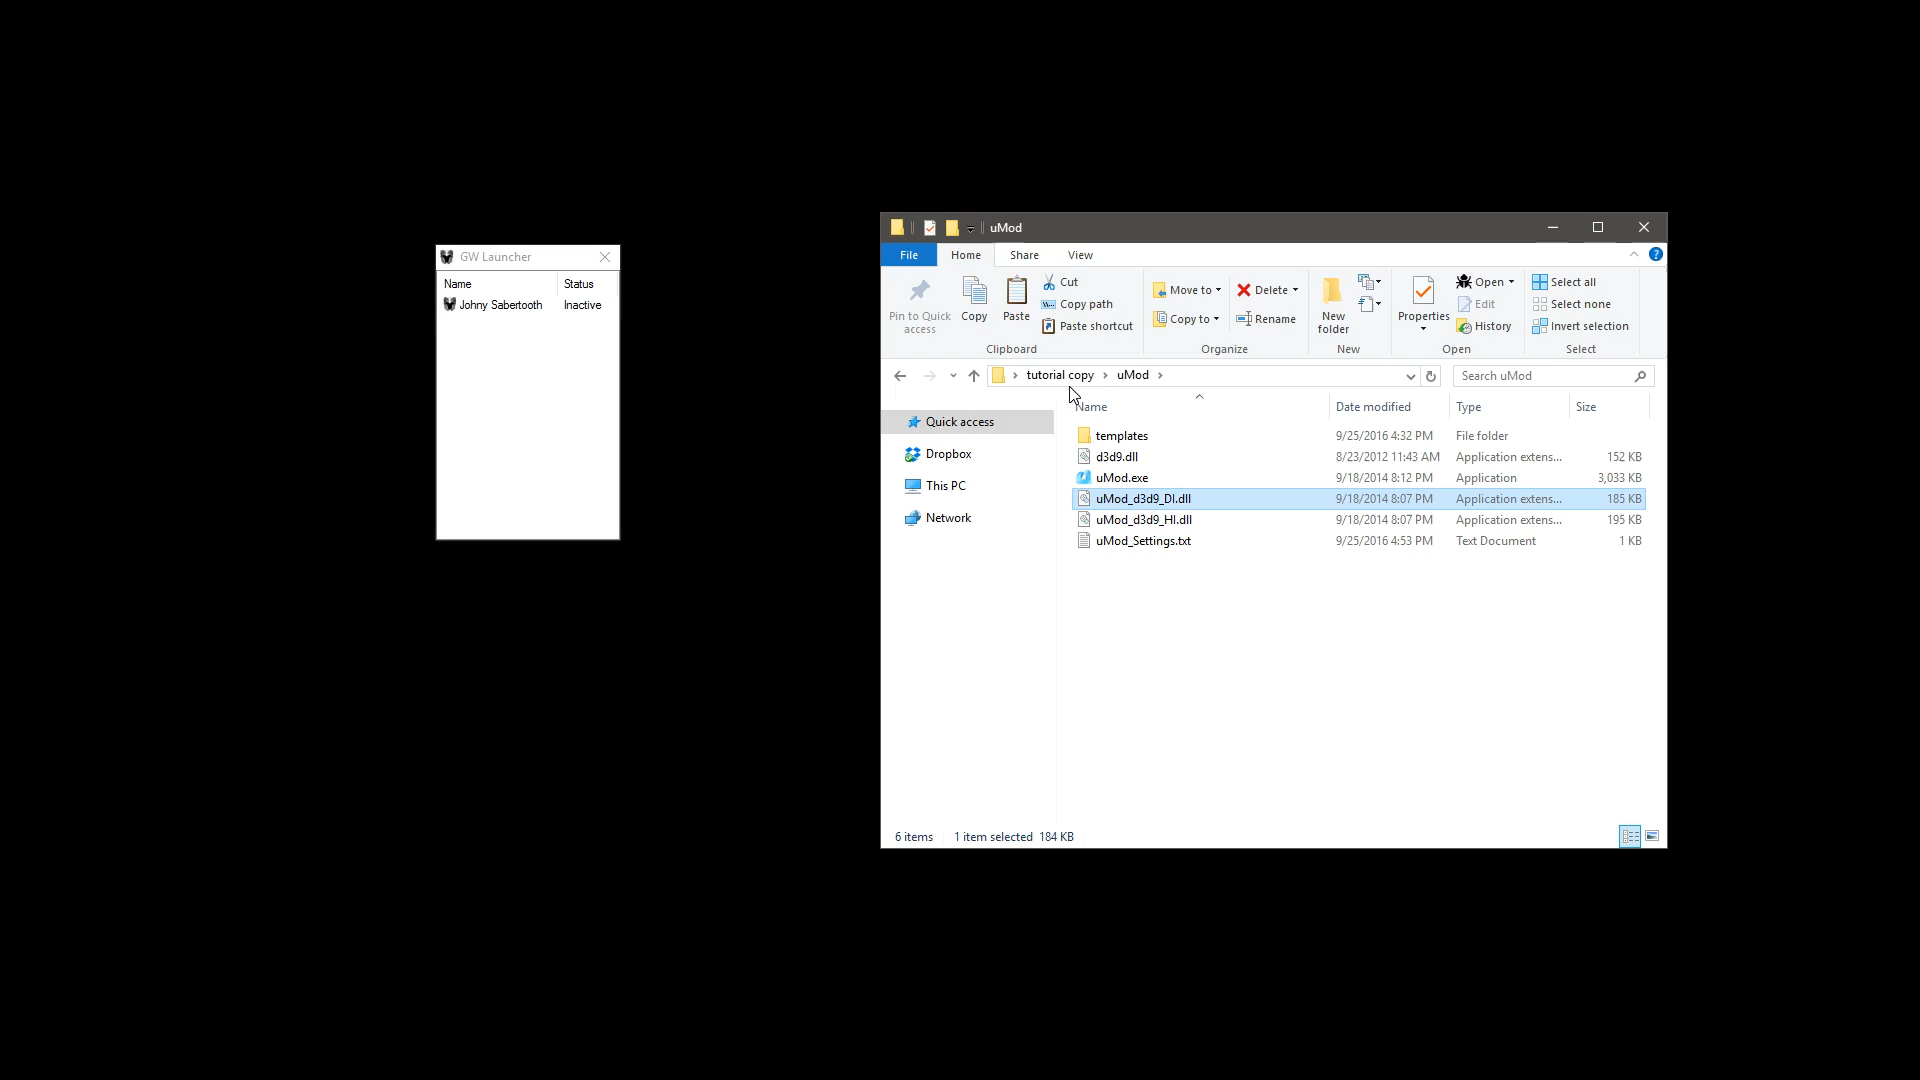 GW Launcher
Name Status
Johny Sabertooth Inactive
uMod
File Home Share View
Pin to Quick access
Copy
Paste
Cut
Copy path
Paste shortcut
Clipboard
Move to
Copy to
Delete
Rename
Organize
New folder
New
Properties
Open
Edit
History
Open
Select all
Select none
Invert selection
Select
tutorial copy > uMod >
Search uMod
Quick access
Dropbox
This PC
Network
Name Date modified Type Size
templates 9/25/2016 4:32 PM File folder
d3d9.dll 8/23/2012 11:43 AM Application extens... 152 KB
uMod.exe 9/18/2014 8:12 PM Application 3,033 KB
uMod_d3d9_DI.dll 9/18/2014 8:07 PM Application extens... 185 KB
uMod_d3d9_HI.dll 9/18/2014 8:07 PM Application extens... 195 KB
uMod_Settings.txt 9/25/2016 4:53 PM Text Document 1 KB
6 items 1 item selected 184 KB